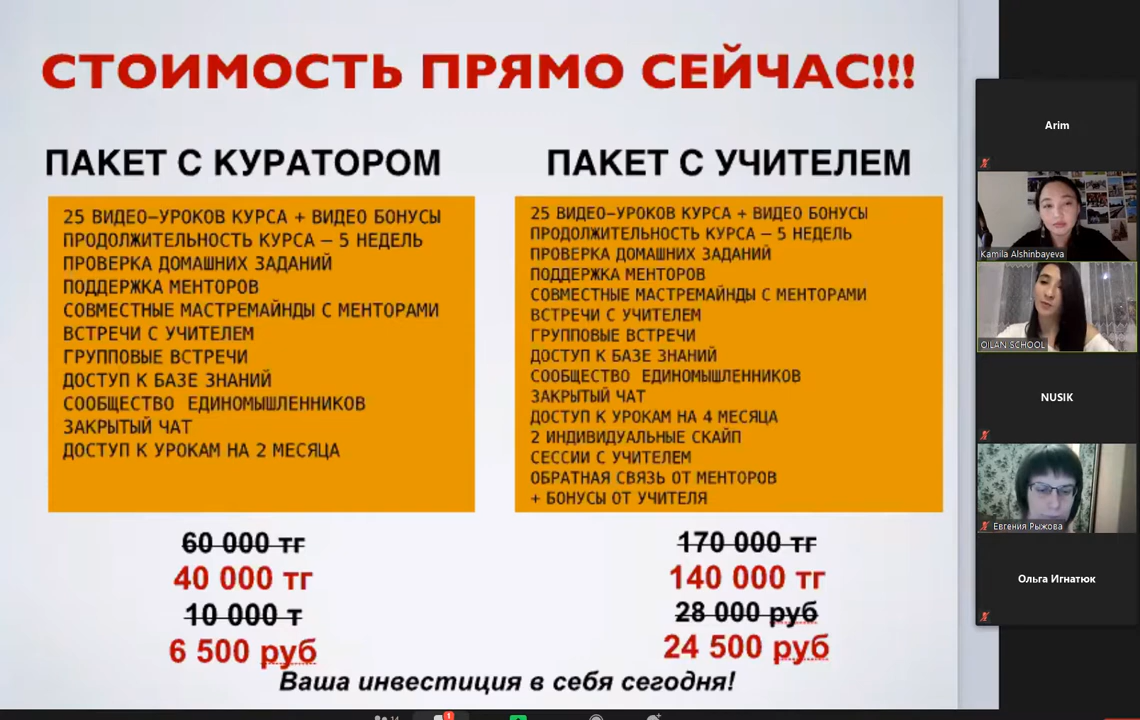 СТОИМОСТЬ ПРЯМО СЕЙЧАС!!!
ПАКЕТ С КУРАТОРОМ
25 ВИДЕО–УРОКОВ КУРСА + ВИДЕО БОНУСЫ
ПРОДОЛЖИТЕЛЬНОСТЬ КУРСА – 5 НЕДЕЛЬ
ПРОВЕРКА ДОМАШНИХ ЗАДАНИЙ
ПОДДЕРЖКА МЕНТОРОВ
СОВМЕСТНЫЕ МАСТРЕМАЙНДЫ С МЕНТОРАМИ
ВСТРЕЧИ С УЧИТЕЛЕМ
ГРУППОВЫЕ ВСТРЕЧИ
ДОСТУП К БАЗЕ ЗНАНИЙ
СООБЩЕСТВО ЕДИНОМЫШЛЕННИКОВ
ЗАКРЫТЫЙ ЧАТ
ДОСТУП К УРОКАМ НА 2 МЕСЯЦА
60 000 тг
40 000 тг
10 000 т
6 500 руб
ПАКЕТ С УЧИТЕЛЕМ
25 ВИДЕО–УРОКОВ КУРСА + ВИДЕО БОНУСЫ
ПРОДОЛЖИТЕЛЬНОСТЬ КУРСА – 5 НЕДЕЛЬ
ПРОВЕРКА ДОМАШНИХ ЗАДАНИЙ
ПОДДЕРЖКА МЕНТОРОВ
СОВМЕСТНЫЕ МАСТРЕМАЙНДЫ С МЕНТОРАМИ
ВСТРЕЧИ С УЧИТЕЛЕМ
ГРУППОВЫЕ ВСТРЕЧИ
ДОСТУП К БАЗЕ ЗНАНИЙ
СООБЩЕСТВО ЕДИНОМЫШЛЕННИКОВ
ЗАКРЫТЫЙ ЧАТ
ДОСТУП К УРОКАМ НА 4 МЕСЯЦА
2 ИНДИВИДУАЛЬНЫЕ СКАЙП
СЕССИИ С УЧИТЕЛЕМ
ОБРАТНАЯ СВЯЗЬ ОТ МЕНТОРОВ
+ БОНУСЫ ОТ УЧИТЕЛЯ
170 000 тг
140 000 тг
28 000 руб
24 500 руб
Ваша инвестиция в себя сегодня!
Arim
Kamila Alshinbayeva
OILAN SCHOOL
NUSIK
Евгения Рыжова
Ольга Игнатюк
14
1